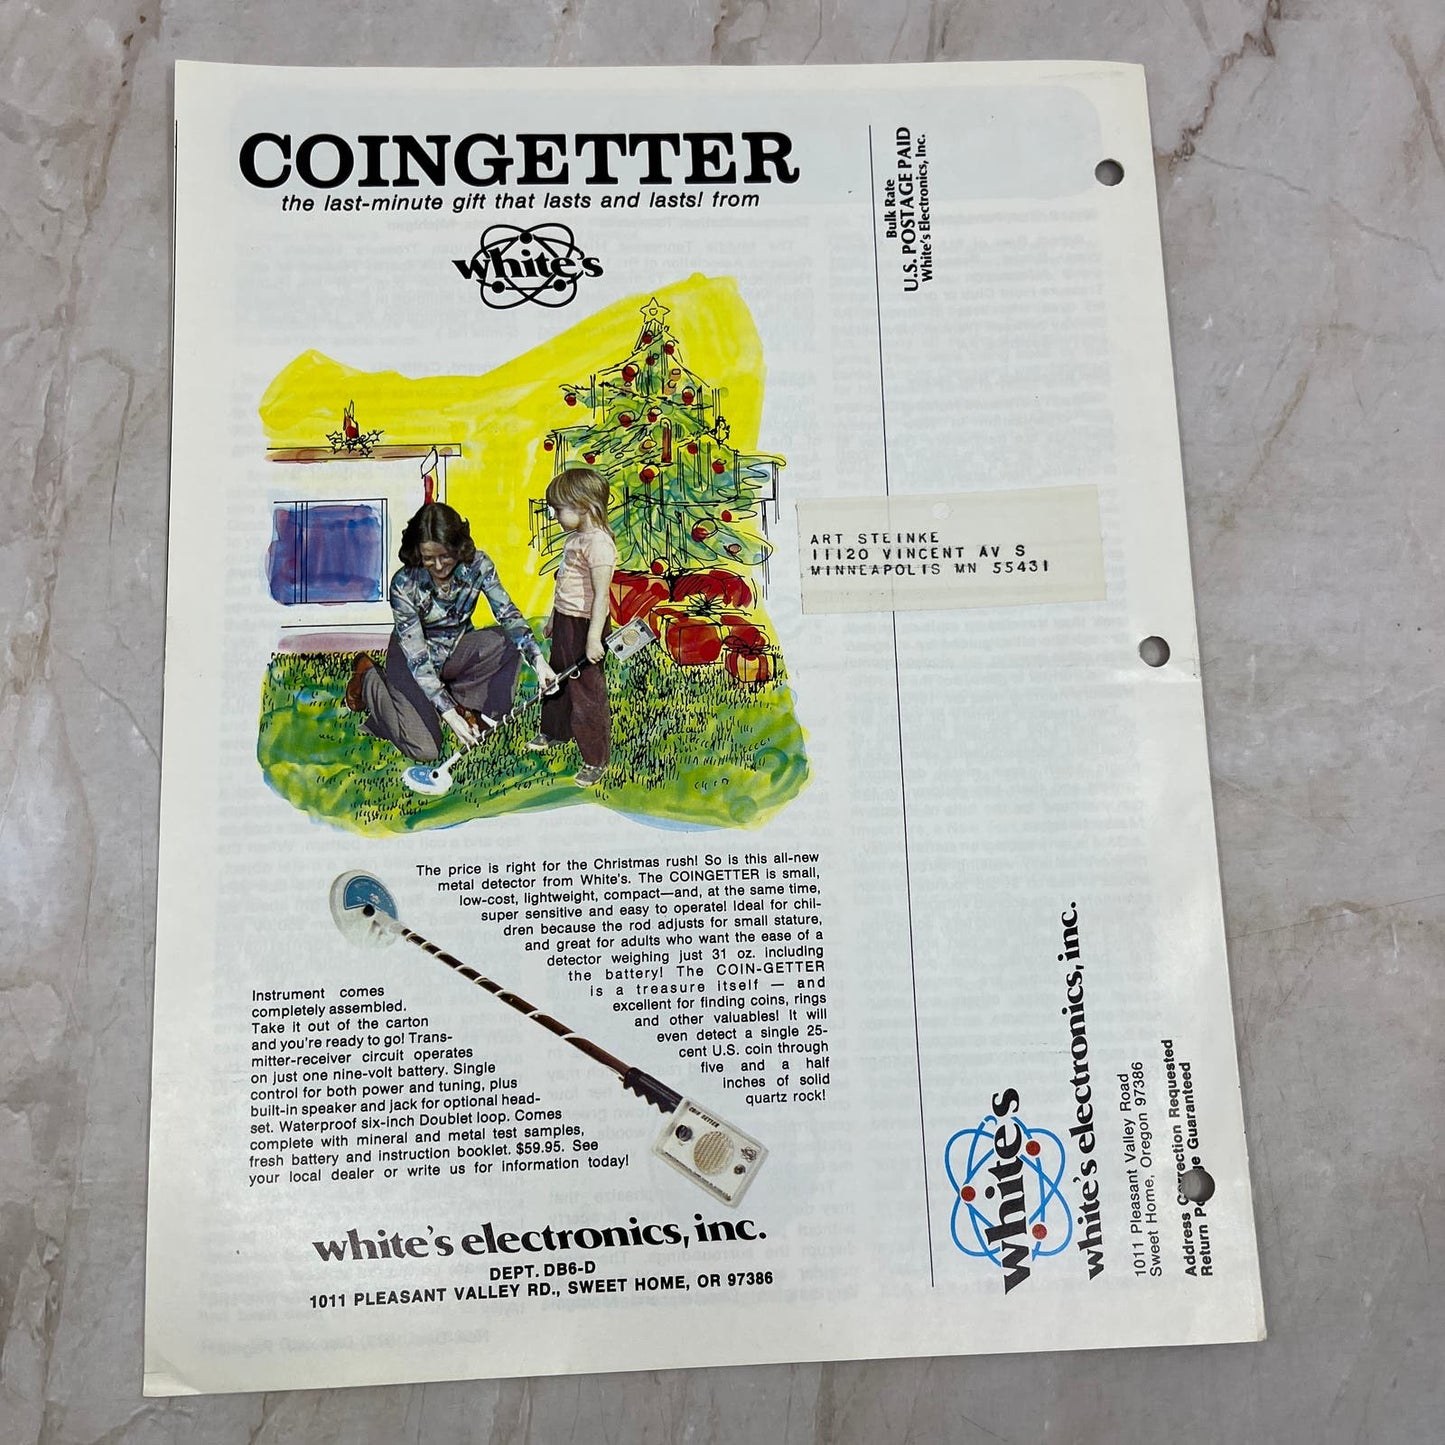 COINGETTER
the last-minute gift that lasts and lasts! from
white's
The price is right for the Christmas rush! So is this all-new
metal detector from White's. The COINGETTER is small,
low-cost, lightweight, compact—and, at the same time,
super sensitive and easy to operate! Ideal for chil-
dren because the rod adjusts for small stature,
and great for adults who want the ease of a
detector weighing just 31 oz. including
the battery! The COIN-GETTER
is a treasure itself — and
excellent for finding coins, rings
and other valuables! It will
even detect a single 25-
cent U.S. coin through
five and a half
inches of solid
quartz rock!
Instrument comes
completely assembled.
Take it out of the carton
and you're ready to go! Trans-
mitter-receiver circuit operates
on just one nine-volt battery. Single
control for both power and tuning, plus
built-in speaker and jack for optional head-
set. Waterproof six-inch Doublet loop. Comes
complete with mineral and metal test samples,
fresh battery and instruction booklet. $59.95. See
your local dealer or write us for information today!
COIN GETTER
white's electronics, inc.
DEPT. DB6-D
1011 PLEASANT VALLEY RD., SWEET HOME, OR 97386
Bulk Rate
U.S. POSTAGE PAID
White's Electronics, Inc.
ART STEINKE
11120 VINCENT AV S
MINNEAPOLIS MN 55431
white's
white's electronics, inc.
1011 Pleasant Valley Road
Sweet Home, Oregon 97386
Address Correction Requested
Return Guaranteed